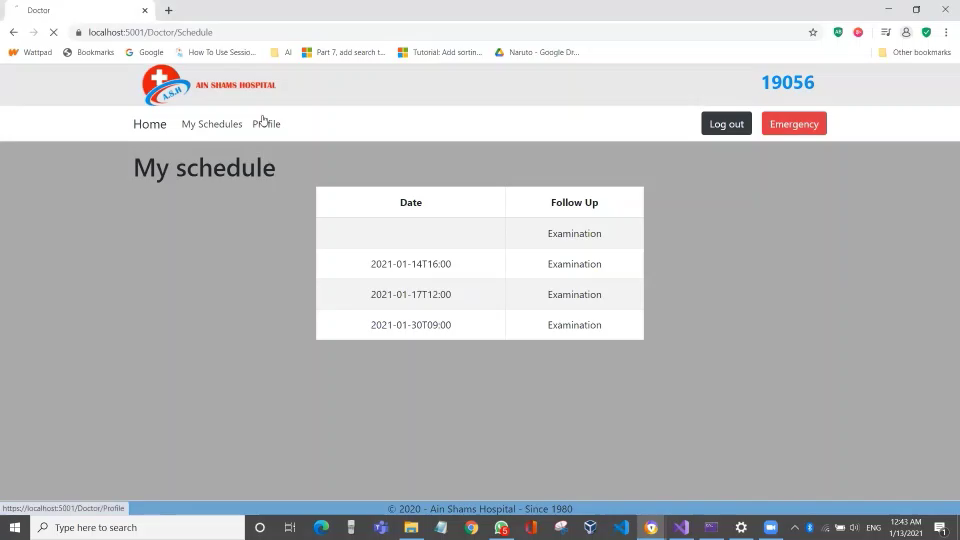 Doctor
localhost:5001/Doctor/Schedule
Wattpad Bookmarks Google How To Use Sessio... AI Part 7, add search t... Tutorial: Add sortin... Naruto - Google Dr... Other bookmarks
A.S.H AIN SHAMS HOSPITAL 19056
Home My Schedules Profile Log out Emergency
My schedule
Date Follow Up
Examination
2021-01-14T16:00 Examination
2021-01-17T12:00 Examination
2021-01-30T09:00 Examination
https://localhost:5001/Doctor/Profile
© 2020 - Ain Shams Hospital - Since 1980
Type here to search ENG 12:43 AM
1/13/2021